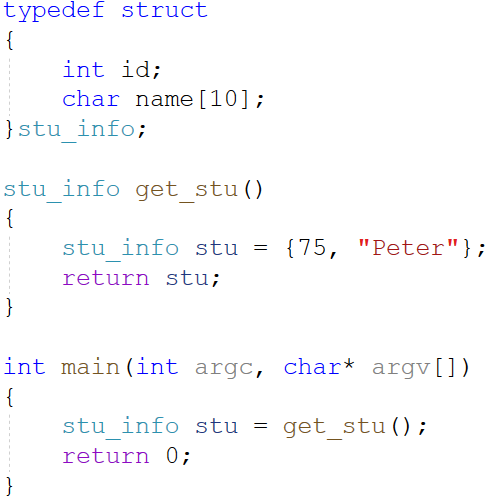 typedef struct
{
    int id;
    char name[10];
}stu_info;

stu_info get_stu()
{
    stu_info stu = {75, "Peter"};
    return stu;
}

int main(int argc, char* argv[])
{
    stu_info stu = get_stu();
    return 0;
}